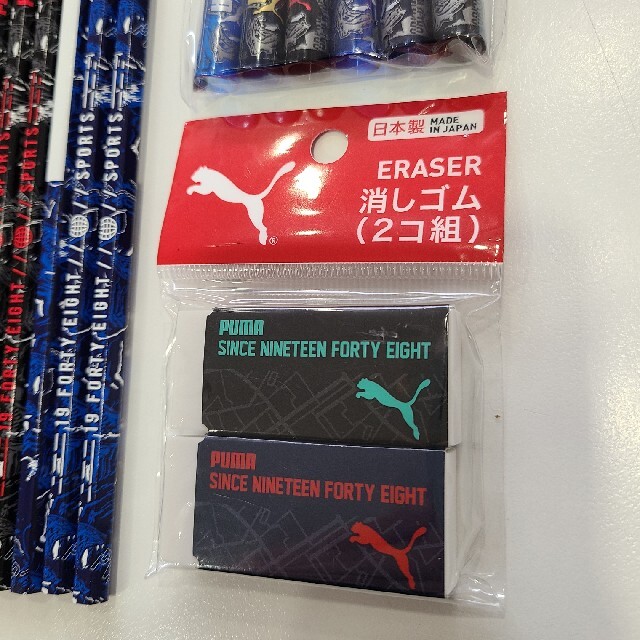 日本製 MADE IN JAPAN
ERASER
消しゴム
(2コ組)
®
PUMA
SINCE NINETEEN FORTY EIGHT
PUMA
SINCE NINETEEN FORTY EIGHT
19 FORTY EIGHT // SPORTS
19 FORTY EIGHT // SPORTS